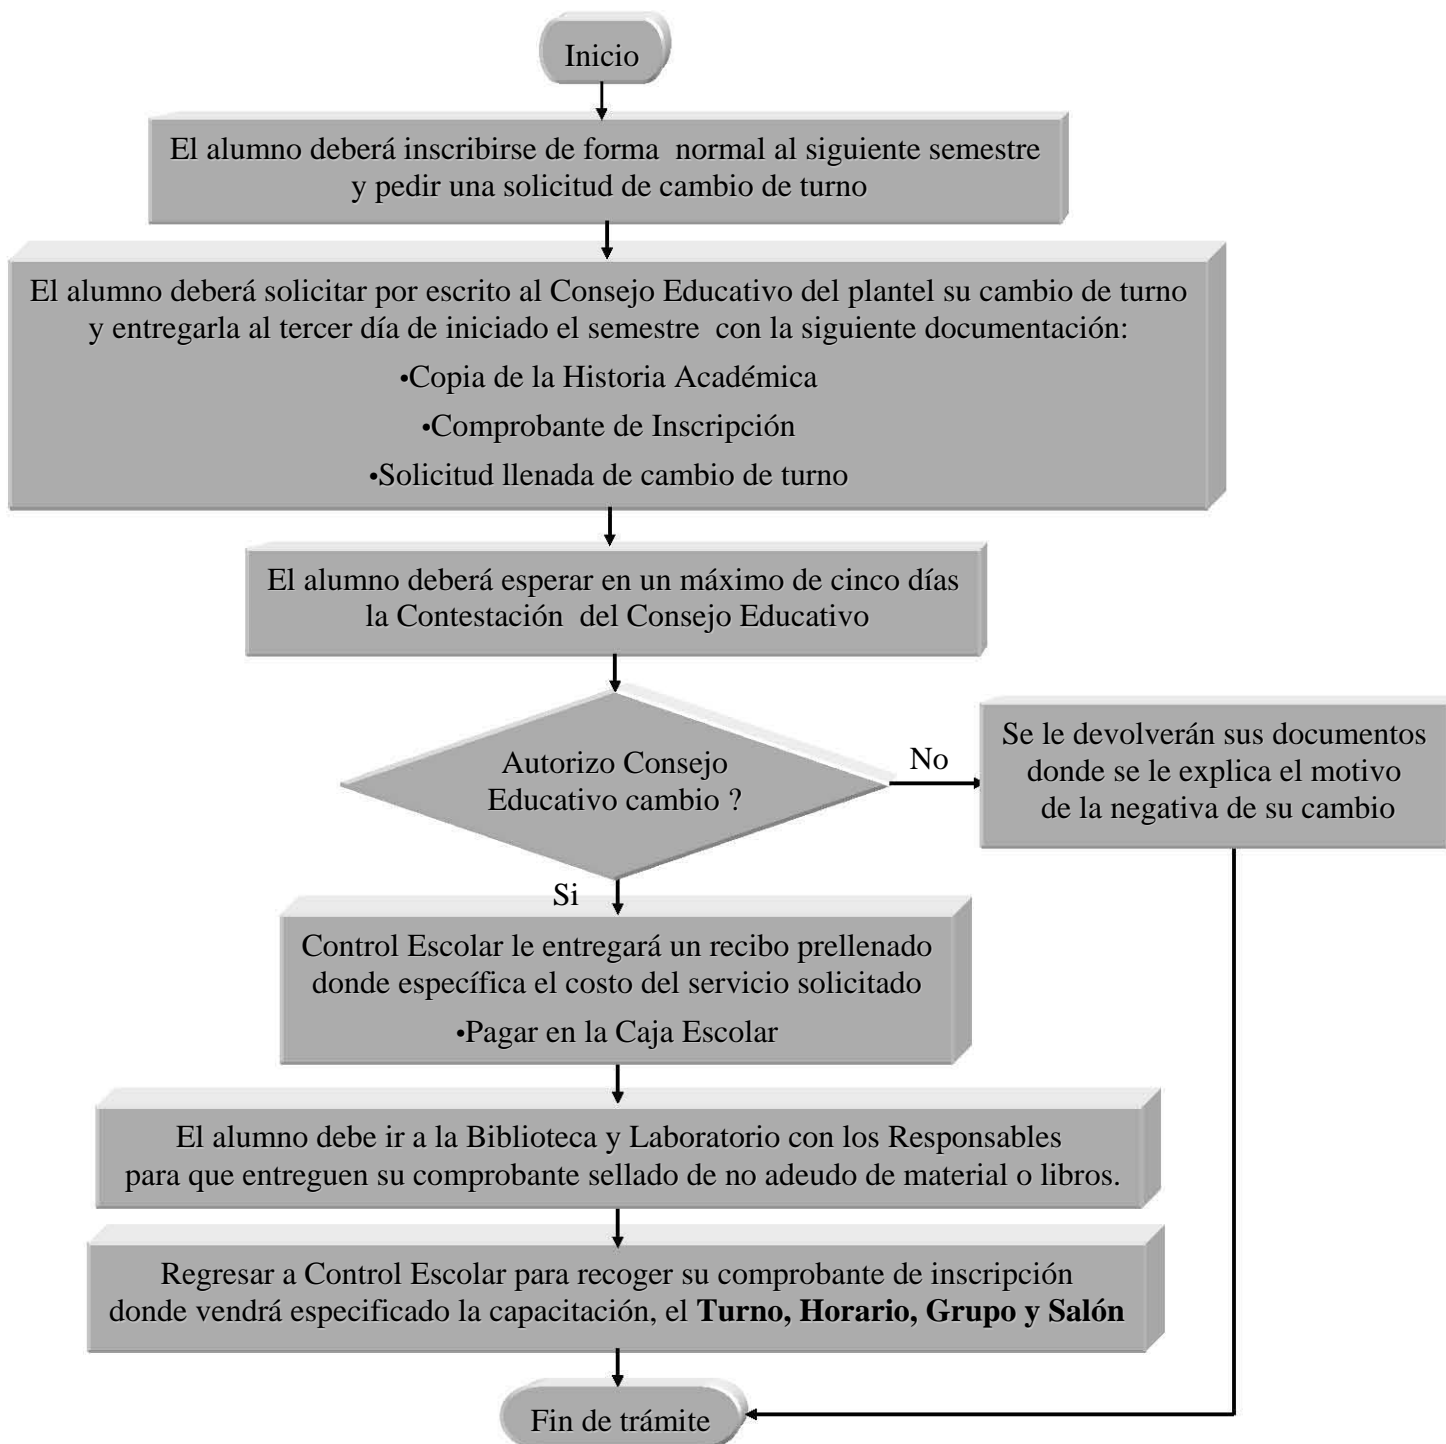 Inicio
El alumno deberá inscribirse de forma  normal al siguiente semestre
y pedir una solicitud de cambio de turno
El alumno deberá solicitar por escrito al Consejo Educativo del plantel su cambio de turno
y entregarla al tercer día de iniciado el semestre  con la siguiente documentación:
•Copia de la Historia Académica
•Comprobante de Inscripción
•Solicitud llenada de cambio de turno
El alumno deberá esperar en un máximo de cinco días
la Contestación  del Consejo Educativo
Autorizo Consejo
Educativo cambio ?
No
Se le devolverán sus documentos
donde se le explica el motivo
de la negativa de su cambio
Si
Control Escolar le entregará un recibo prellenado
donde específica el costo del servicio solicitado
•Pagar en la Caja Escolar
El alumno debe ir a la Biblioteca y Laboratorio con los Responsables
para que entreguen su comprobante sellado de no adeudo de material o libros.
Regresar a Control Escolar para recoger su comprobante de inscripción
donde vendrá especificado la capacitación, el Turno, Horario, Grupo y Salón
Fin de trámite